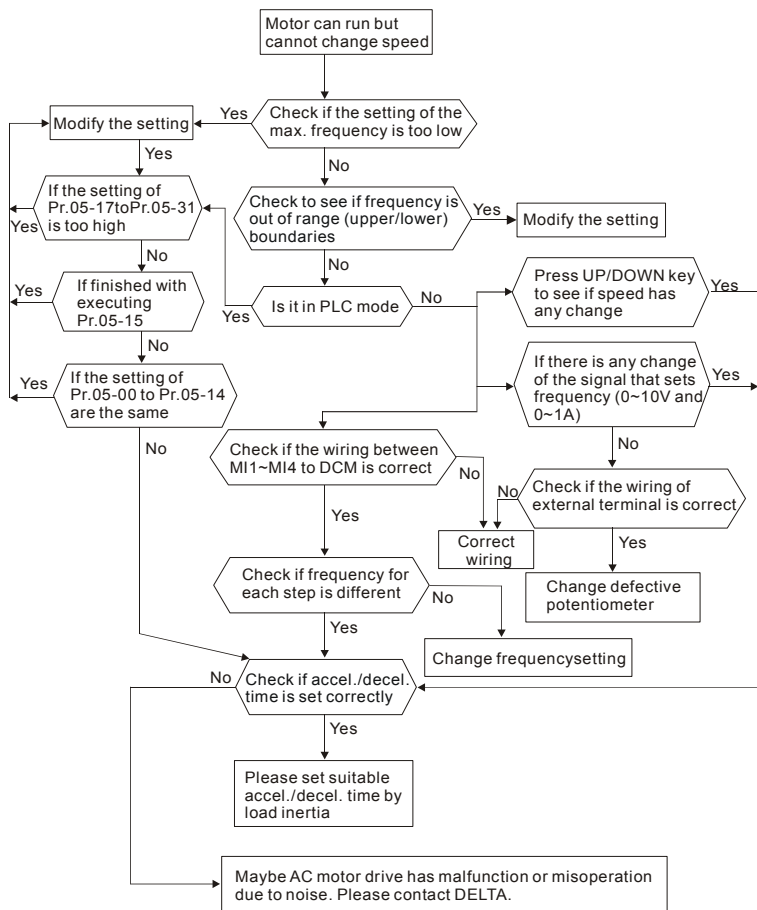 Motor can run but
cannot change speed
Yes
Check if the setting of the
max. frequency is too low
Modify the setting
Yes
No
If the setting of
Pr.05-17toPr.05-31
is too high
Yes
Check to see if frequency is
out of range (upper/lower)
boundaries
Yes
Modify the setting
No
No
If finished with
executing
Pr.05-15
Yes
Is it in PLC mode
Yes
No
Press UP/DOWN key
to see if speed has
any change
Yes
No
If the setting of
Pr.05-00 to Pr.05-14
are the same
Yes
If there is any change
of the signal that sets
frequency (0~10V and
0~1A)
Yes
No
No
Check if the wiring between
MI1~MI4 to DCM is correct
No
No
Check if the wiring of
external terminal is correct
Yes
Correct
wiring
Yes
Check if frequency for
each step is different
No
Change defective
potentiometer
Yes
Change frequencysetting
No
Check if accel./decel.
time is set correctly
Yes
Please set suitable
accel./decel. time by
load inertia
Maybe AC motor drive has malfunction or misoperation
due to noise. Please contact DELTA.